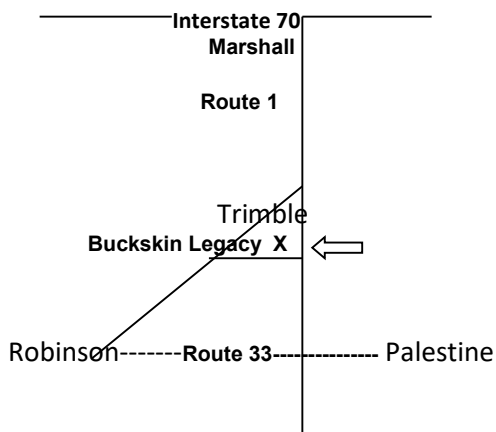 Interstate 70
Marshall
Route 1
Trimble
Buckskin Legacy X
Robinson-------Route 33--------------- Palestine